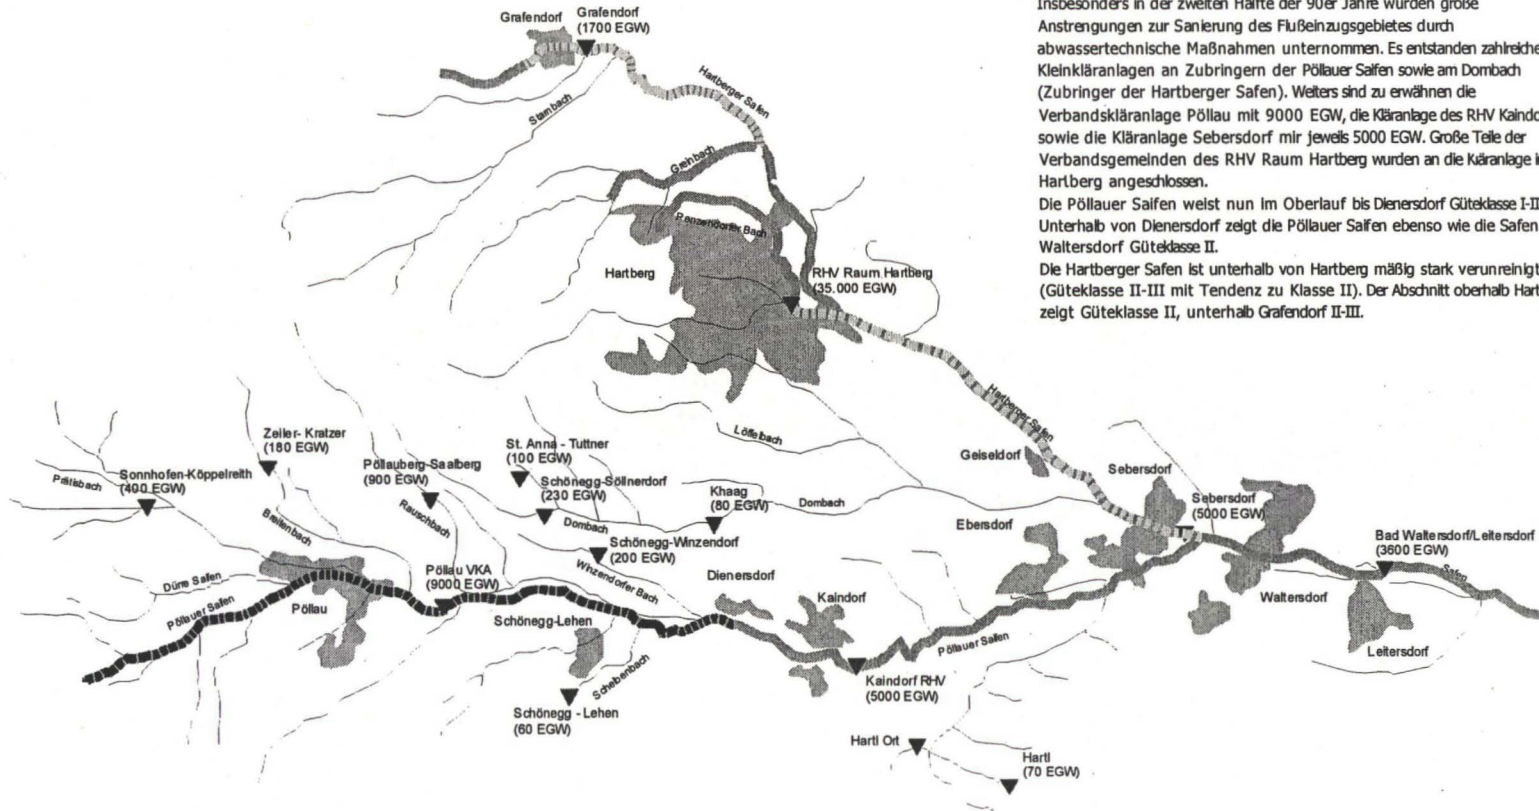 Insbesonders in der zweiten Hälfte der 90er Jahre wurden große
Anstrengungen zur Sanierung des Flußeinzugsgebietes durch
abwassertechnische Maßnahmen unternommen. Es entstanden zahlreiche
Kleinkläranlagen an Zubringern der Pöllauer Saifen sowie am Dombach
(Zubringer der Hartberger Safen). Weiters sind zu erwähnen die
Verbandskläranlage Pöllau mit 9000 EGW, die Kläranlage des RHV Kaindo
sowie die Kläranlage Sebersdorf mir jeweils 5000 EGW. Große Teile der
Verbandsgemeinden des RHV Raum Hartberg wurden an die Käranlage i
Hartberg angeschlossen.
Die Pöllauer Saifen weist nun im Oberlauf bis Dienersdorf Güteklasse I-II
Unterhalb von Dienersdorf zeigt die Pöllauer Saifen ebenso wie die Safen
Waltersdorf Güteklasse II.
Die Hartberger Safen ist unterhalb von Hartberg mäßig stark verunreinigt
(Güteklasse II-III mit Tendenz zu Klasse II). Der Abschnitt oberhalb Hart
zeigt Güteklasse II, unterhalb Grafendorf II-III.
Grafendorf
Grafendorf
(1700 EGW)
Hartberger Safen
Stambach
Greinbach
Penzendorfer Bach
Hartberg
RHV Raum Hartberg
(35.000 EGW)
Hartberger Safen
Löffelbach
Geiseldorf
Sebersdorf
Sebersdorf
(5000 EGW)
Zeiler- Kratzer
(180 EGW)
Sonnhofen-Köppelreith
(400 EGW)
Prätisbach
Pöllauberg-Saalberg
(900 EGW)
Rauschbach
Breitenbach
St. Anna - Tuttner
(100 EGW)
Schönegg-Söllnerdorf
(230 EGW)
Dombach
Khaag
(80 EGW)
Dombach
Schönegg-Winzendorf
(200 EGW)
Winzendorfer Bach
Ebersdorf
Bad Waltersdorf/Leitersdorf
(3600 EGW)
Safen
Dürre Safen
Pöllauer Safen
Pöllau
Pöllau VKA
(9000 EGW)
Dienersdorf
Kaindorf
Waltersdorf
Leitersdorf
Schönegg-Lehen
Schebenbach
Schönegg - Lehen
(60 EGW)
Pöllauer Safen
Kaindorf RHV
(5000 EGW)
Hartl Ort
Hartl
(70 EGW)